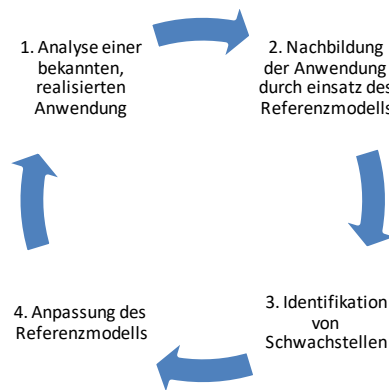 1. Analyse einer
bekannten,
realisierten
Anwendung
2. Nachbildung
der Anwendung
durch einsatz des
Referenzmodells
3. Identifikation
von
Schwachstellen
4. Anpassung des
Referenzmodells